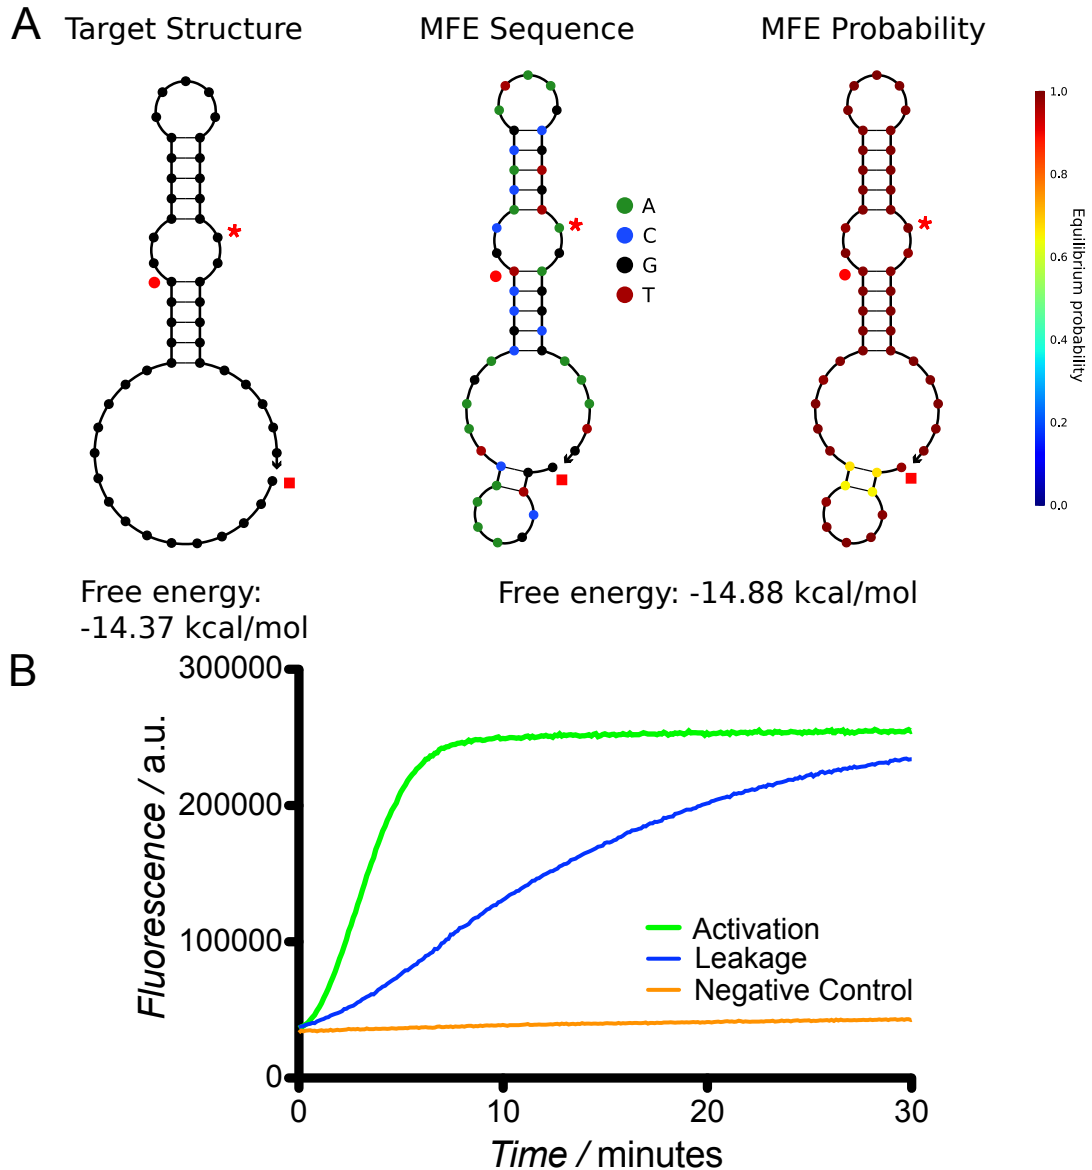 A
Target Structure
MFE Sequence
MFE Probability
*
*
*
A
C
G
T
1.0
0.8
0.6
0.4
0.2
0.0
Equilibrium probability
Free energy:
-14.37 kcal/mol
Free energy: -14.88 kcal/mol
B
300000
200000
100000
0
Fluorescence / a.u.
Activation
Leakage
Negative Control
0
10
20
30
Time / minutes